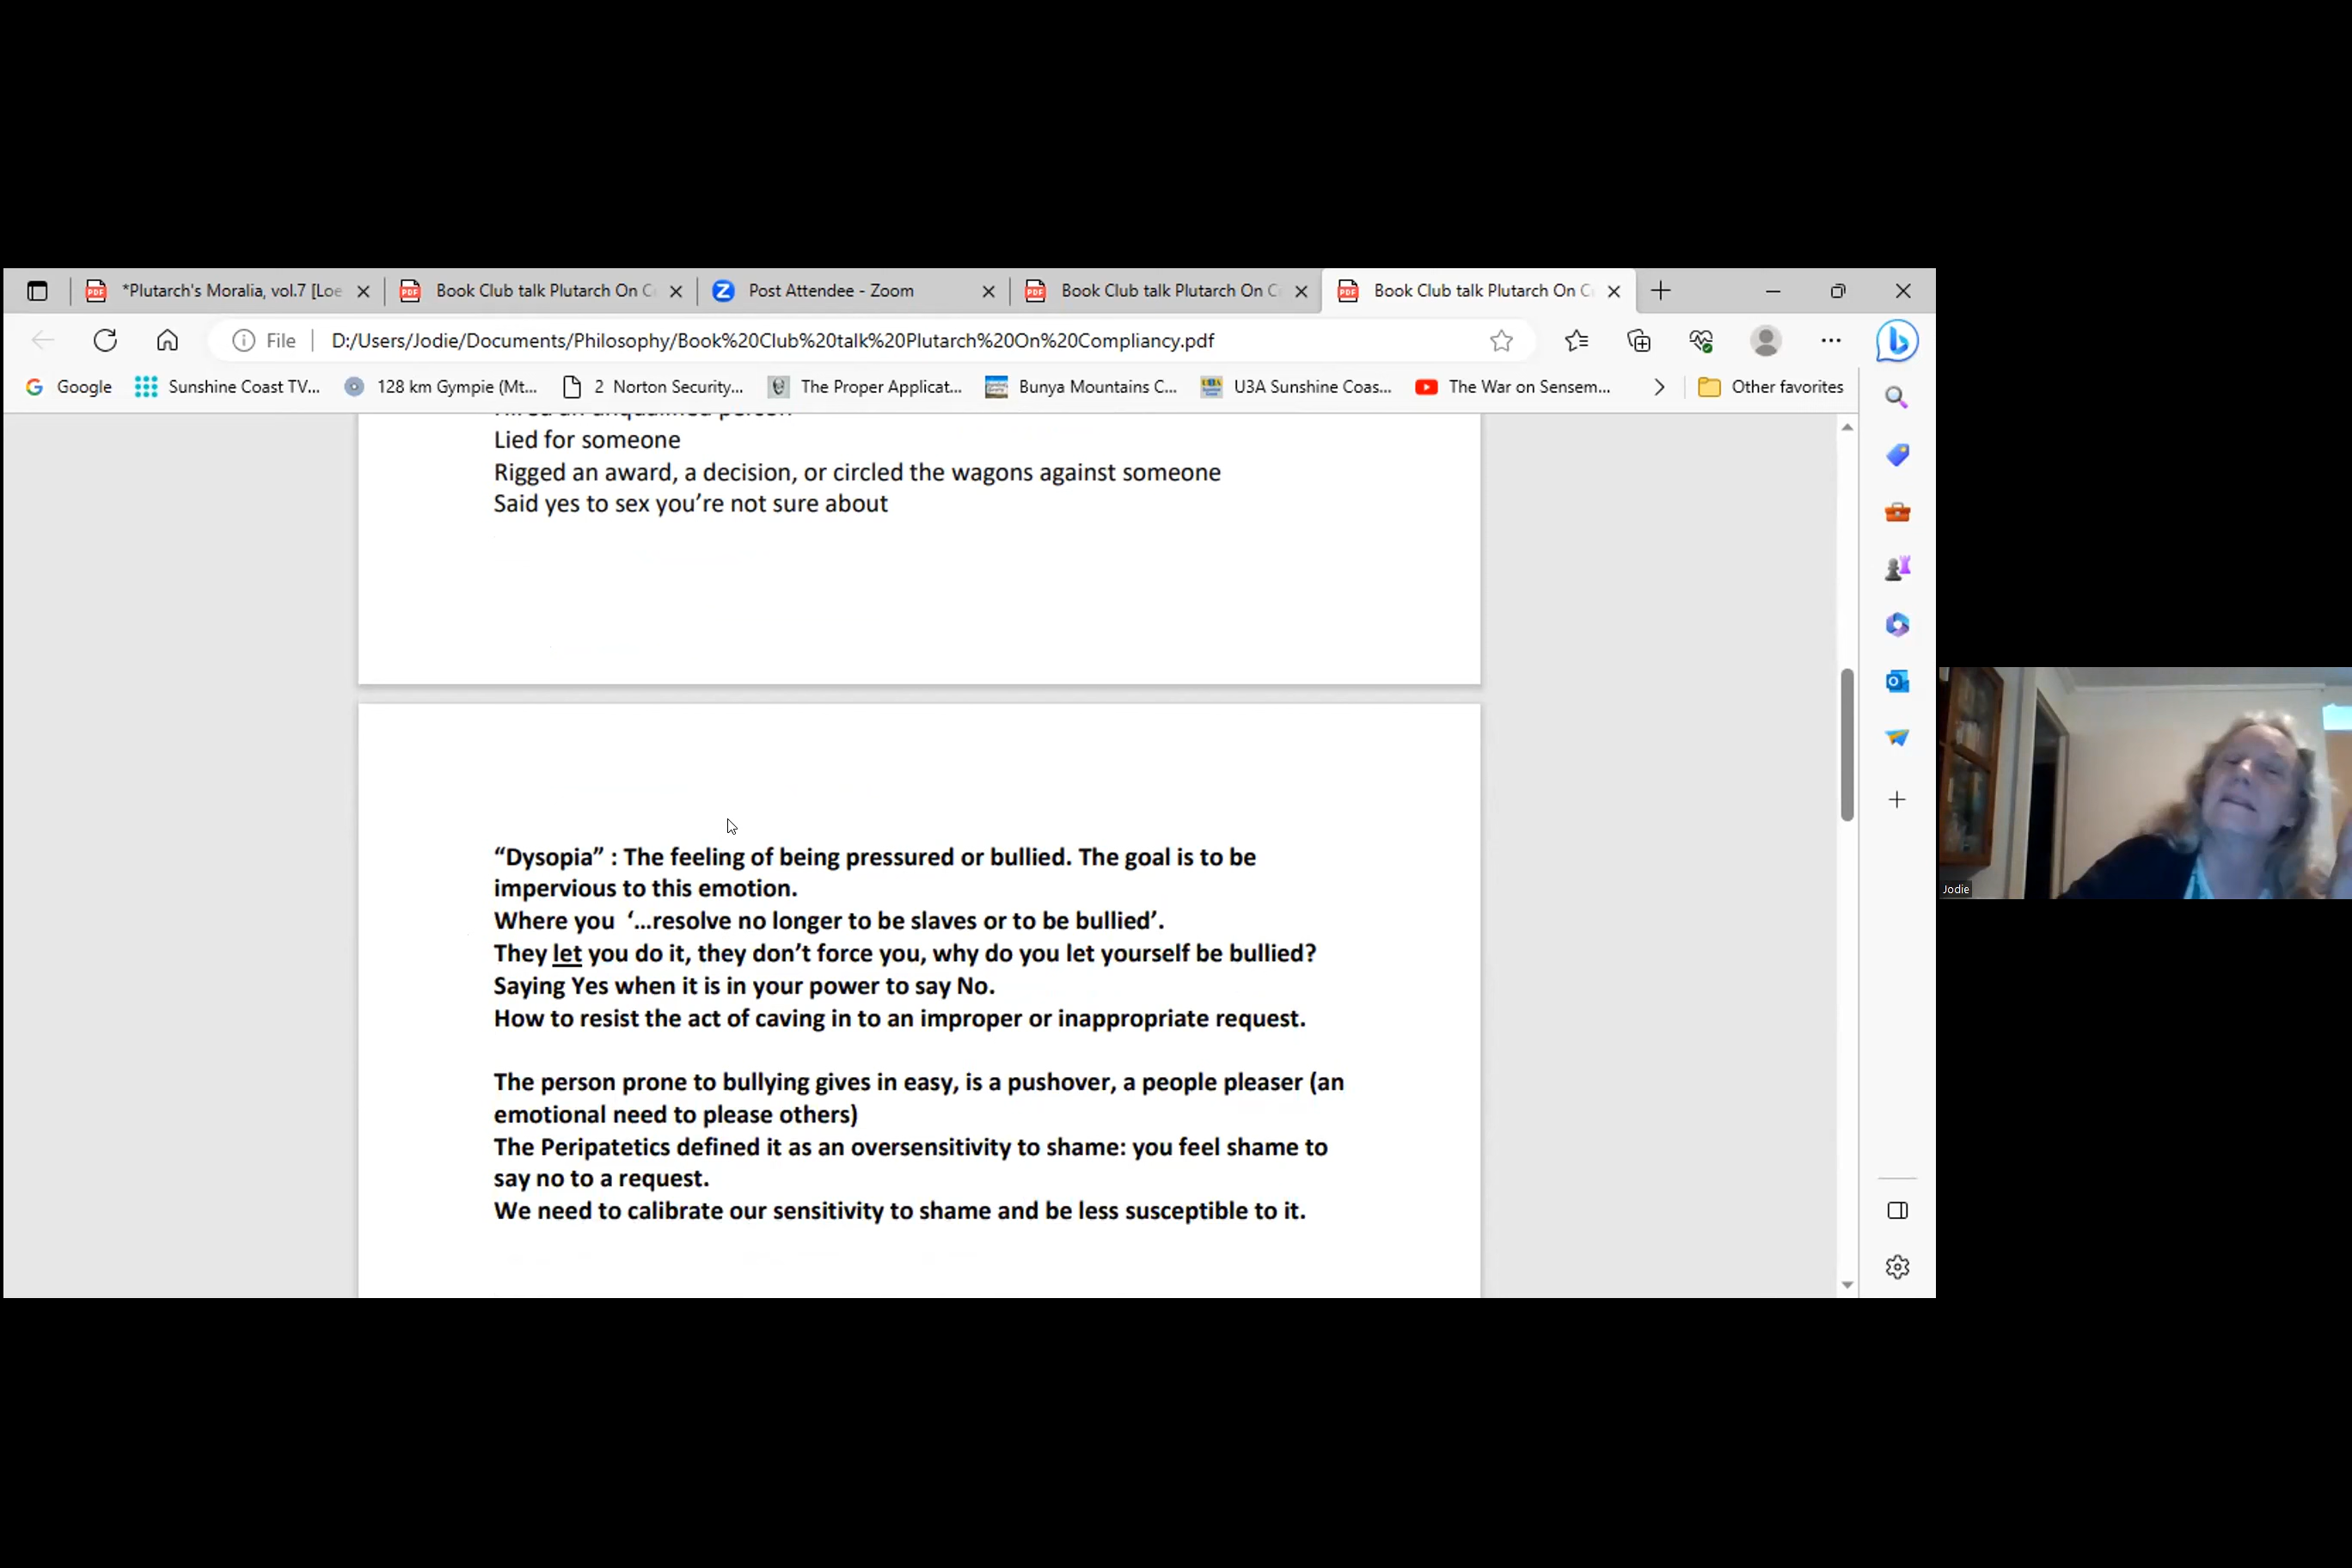 *Plutarch's Moralia, vol.7 [Loe
Book Club talk Plutarch On C
Post Attendee - Zoom
Book Club talk Plutarch On C
Book Club talk Plutarch On C
File
D:/Users/Jodie/Documents/Philosophy/Book%20Club%20talk%20Plutarch%20On%20Compliancy.pdf
Google
Sunshine Coast TV...
128 km Gympie (Mt...
2 Norton Security...
The Proper Applicat...
Bunya Mountains C...
U3A Sunshine Coas...
The War on Sensem...
Other favorites
Lied for someone
Rigged an award, a decision, or circled the wagons against someone
Said yes to sex you’re not sure about
“Dysopia” : The feeling of being pressured or bullied. The goal is to be
impervious to this emotion.
Where you ‘...resolve no longer to be slaves or to be bullied’.
They let you do it, they don’t force you, why do you let yourself be bullied?
Saying Yes when it is in your power to say No.
How to resist the act of caving in to an improper or inappropriate request.
The person prone to bullying gives in easy, is a pushover, a people pleaser (an
emotional need to please others)
The Peripatetics defined it as an oversensitivity to shame: you feel shame to
say no to a request.
We need to calibrate our sensitivity to shame and be less susceptible to it.
Jodie